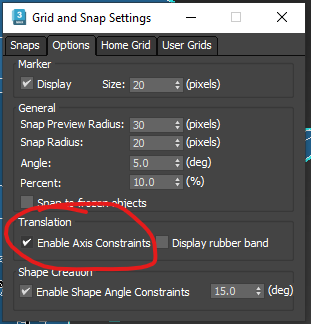 3
Grid and Snap Settings
Snaps Options Home Grid User Grids
Marker
Display Size: 20 (pixels)
General
Snap Preview Radius: 30 (pixels)
Snap Radius: 20 (pixels)
Angle: 5.0 (deg)
Percent: 10.0 (%)
Snap to frozen objects
Translation
Enable Axis Constraints Display rubber band
Shape Creation
Enable Shape Angle Constraints 15.0 (deg)